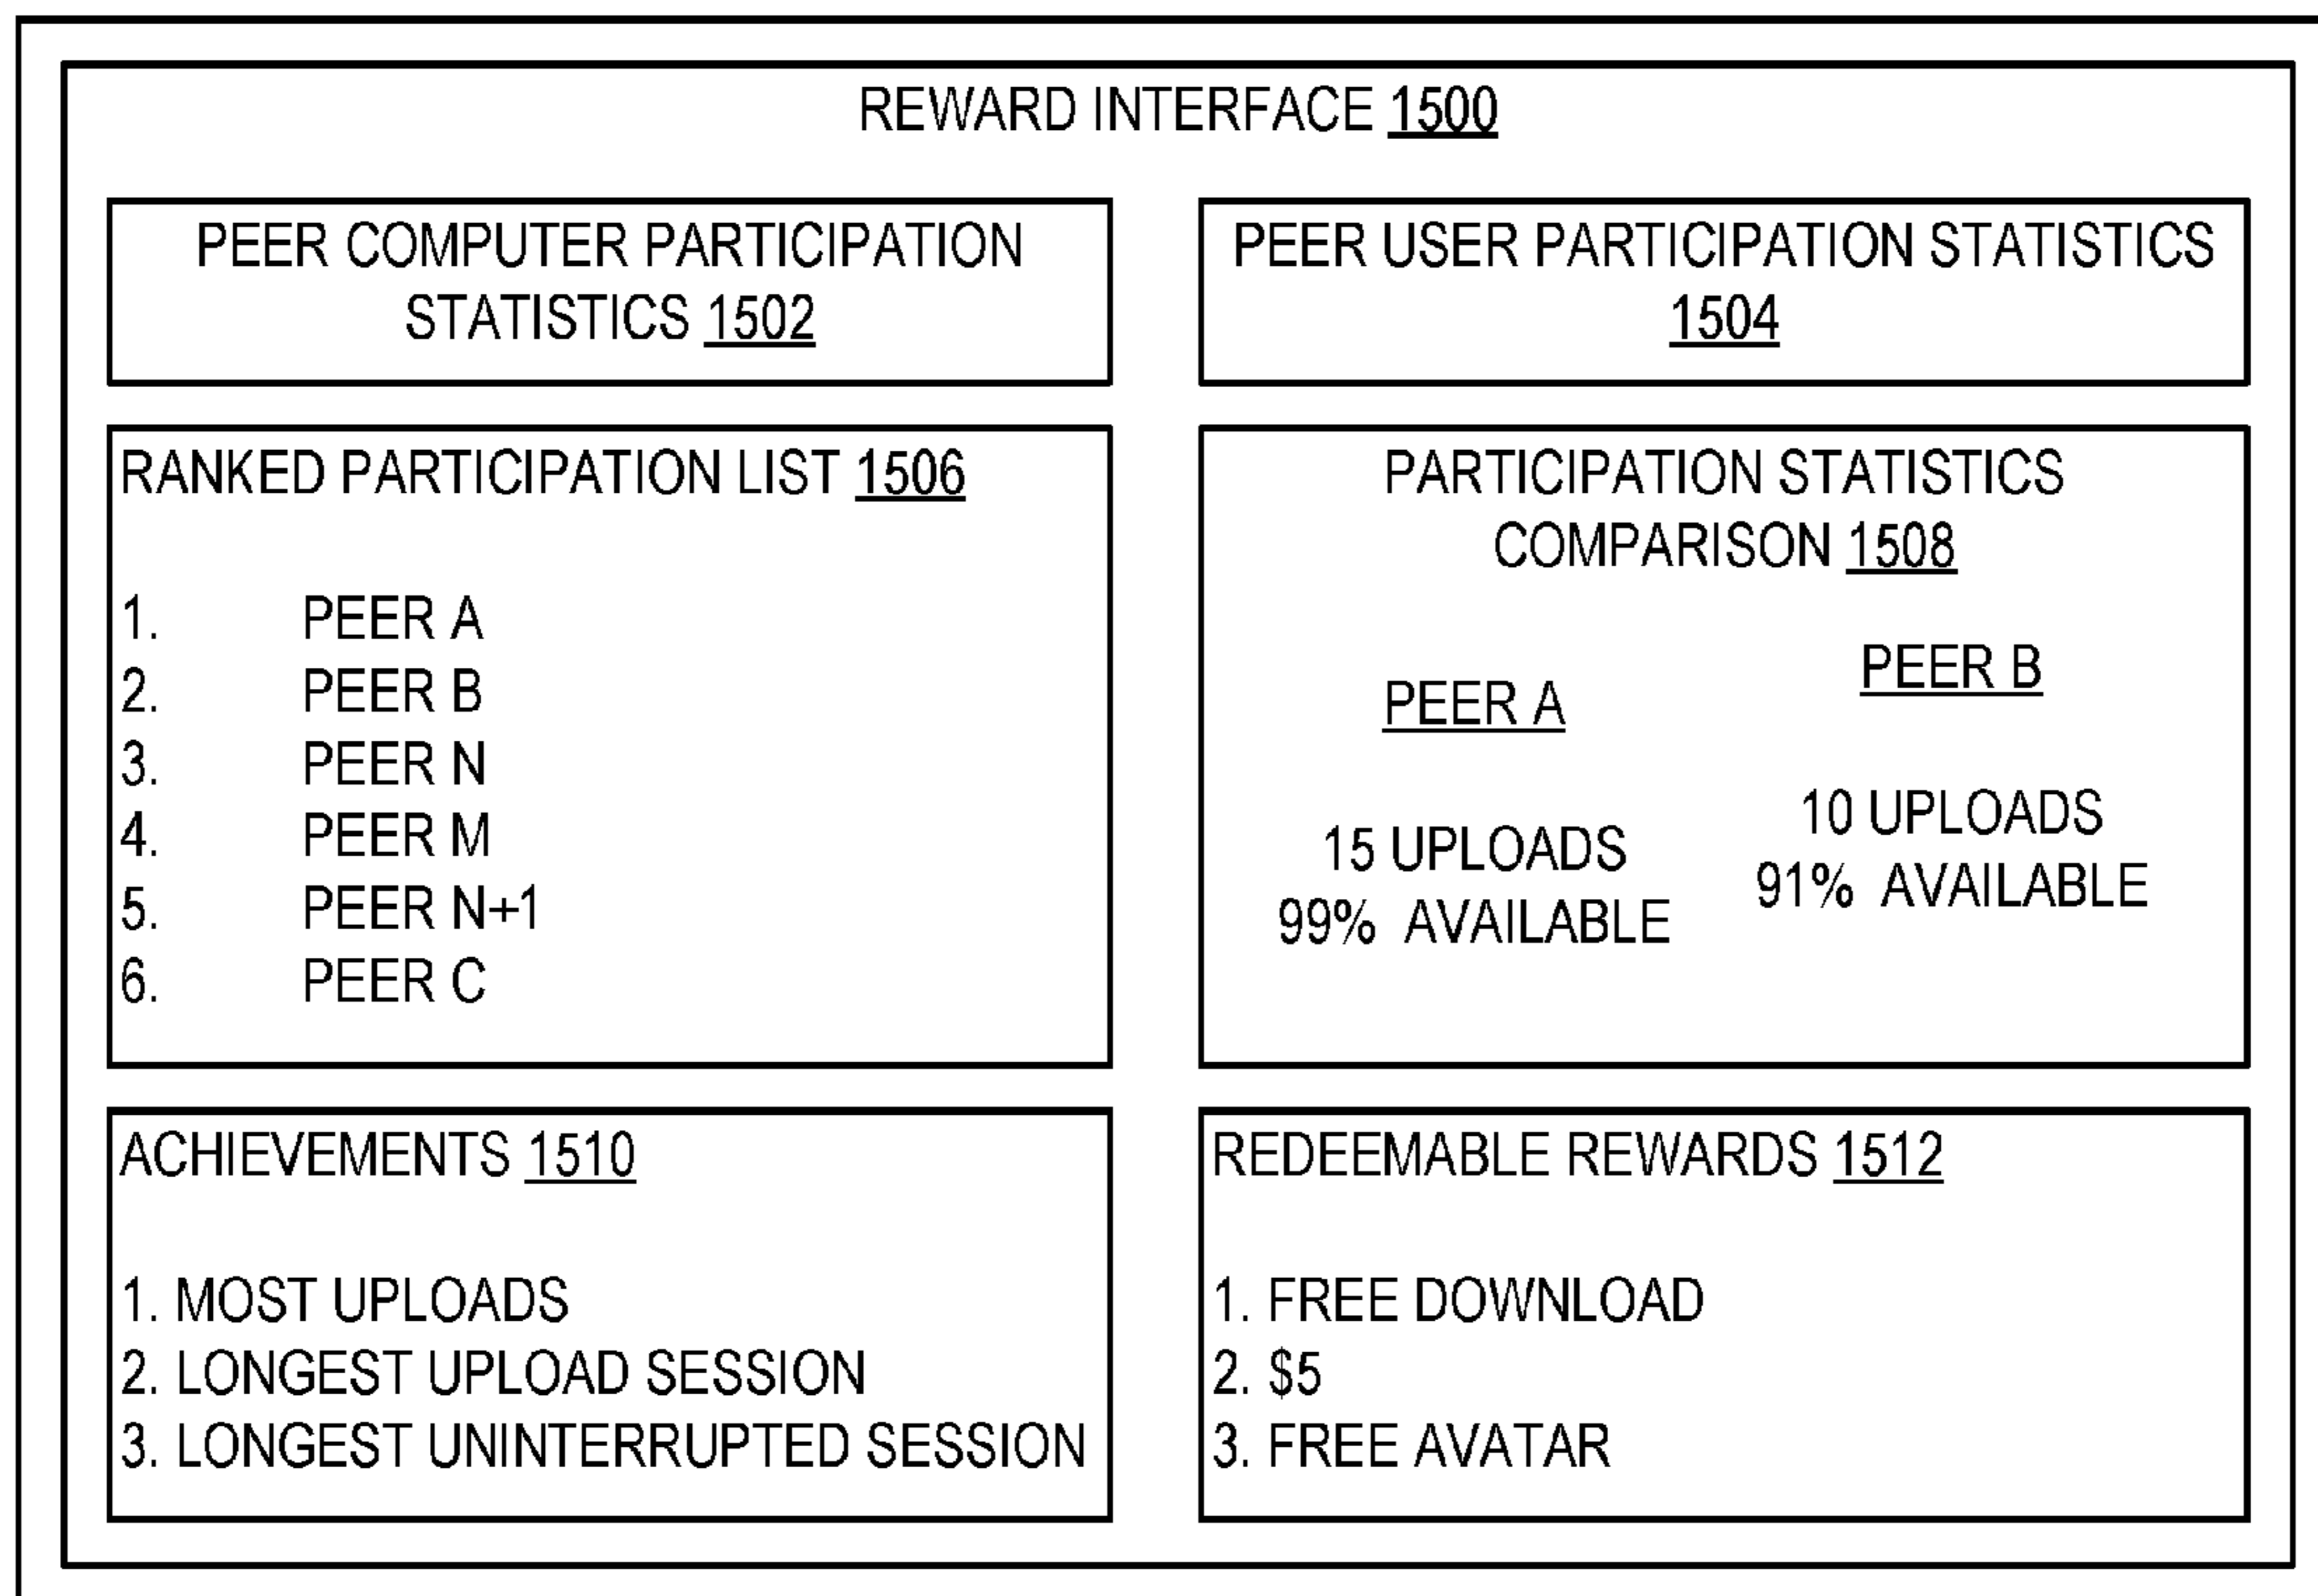 REWARD INTERFACE 1500
PEER COMPUTER PARTICIPATION
STATISTICS 1502
PEER USER PARTICIPATION STATISTICS
1504
RANKED PARTICIPATION LIST 1506
1. PEER A
2. PEER B
3. PEER N
4. PEER M
5. PEER N+1
6. PEER C
PARTICIPATION STATISTICS
COMPARISON 1508
PEER A
15 UPLOADS
99% AVAILABLE
PEER B
10 UPLOADS
91% AVAILABLE
ACHIEVEMENTS 1510
1. MOST UPLOADS
2. LONGEST UPLOAD SESSION
3. LONGEST UNINTERRUPTED SESSION
REDEEMABLE REWARDS 1512
1. FREE DOWNLOAD
2. $5
3. FREE AVATAR